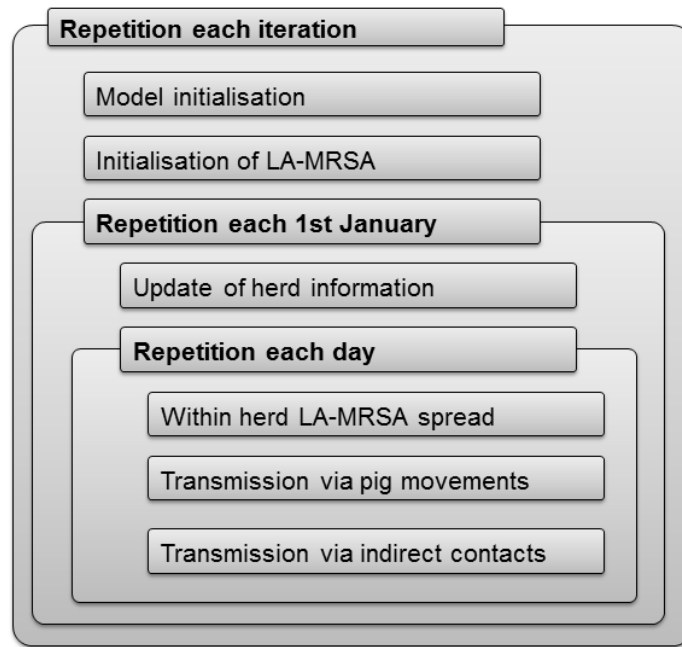 Repetition each iteration
Model initialisation
Initialisation of LA-MRSA
Repetition each 1st January
Update of herd information
Repetition each day
Within herd LA-MRSA spread
Transmission via pig movements
Transmission via indirect contacts